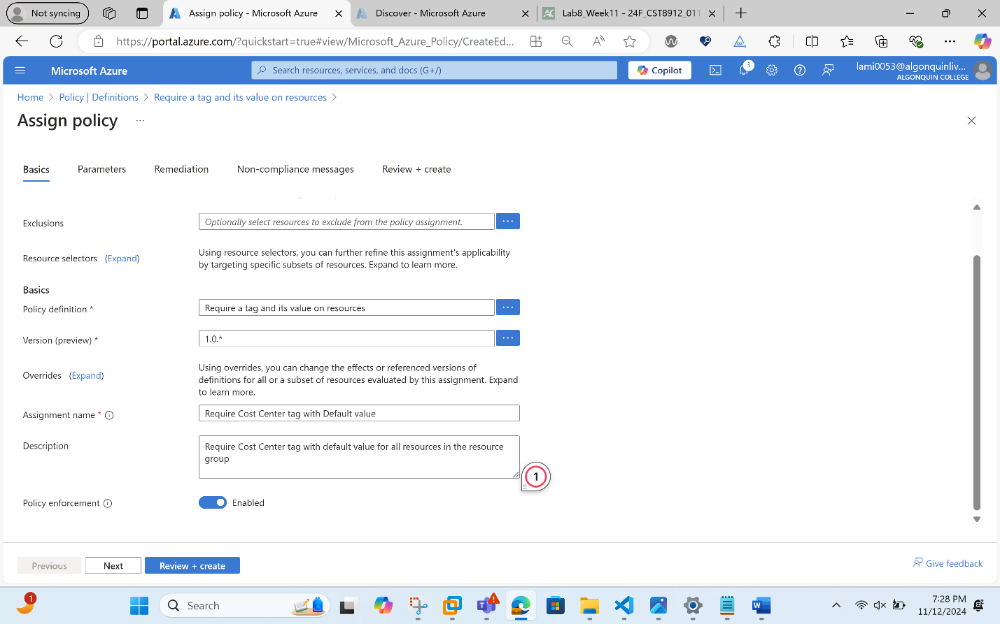 Not syncing
Assign policy - Microsoft Azure
Discover - Microsoft Azure
Lab8_Week11 - 24F_CST8912_011
https://portal.azure.com/?quickstart=true#view/Microsoft_Azure_Policy/CreateEd...
Microsoft Azure
Search resources, services, and docs (G+/)
Copilot
3
lami0053@algonquinliv...
ALGONQUIN COLLEGE
Home > Policy | Definitions > Require a tag and its value on resources >
Assign policy ...
Basics
Parameters
Remediation
Non-compliance messages
Review + create
Exclusions
Optionally select resources to exclude from the policy assignment.
Resource selectors (Expand)
Using resource selectors, you can further refine this assignment's applicability
by targeting specific subsets of resources. Expand to learn more.
Basics
Policy definition *
Require a tag and its value on resources
Version (preview) *
1.0.*
Overrides (Expand)
Using overrides, you can change the effects or referenced versions of
definitions for all or a subset of resources evaluated by this assignment. Expand
to learn more.
Assignment name *
Require Cost Center tag with Default value
Description
Require Cost Center tag with default value for all resources in the resource
group
1
Policy enforcement
Enabled
Previous
Next
Review + create
Give feedback
1
Search
7:28 PM
11/12/2024